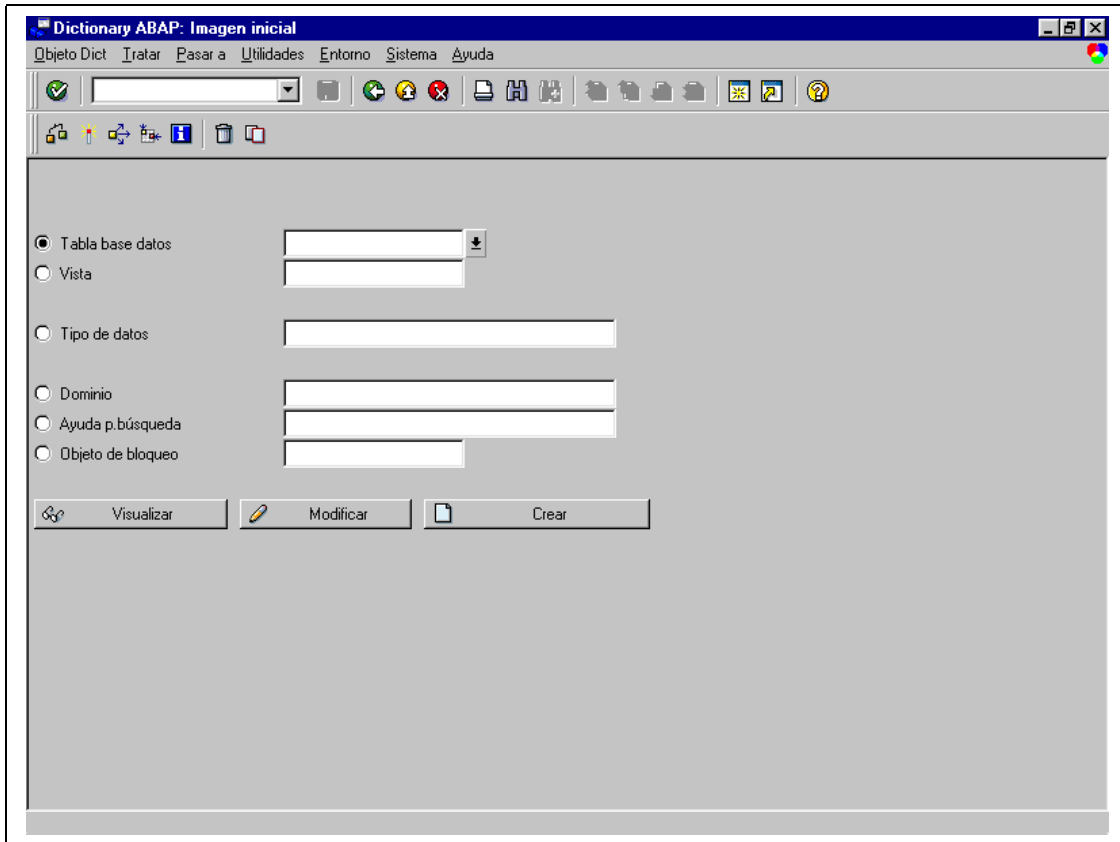 Dictionary ABAP: Imagen inicial
Objeto Dict Tratar Pasar a Utilidades Entorno Sistema Ayuda
Tabla base datos
Vista
Tipo de datos
Dominio
Ayuda p.búsqueda
Objeto de bloqueo
Visualizar Modificar Crear